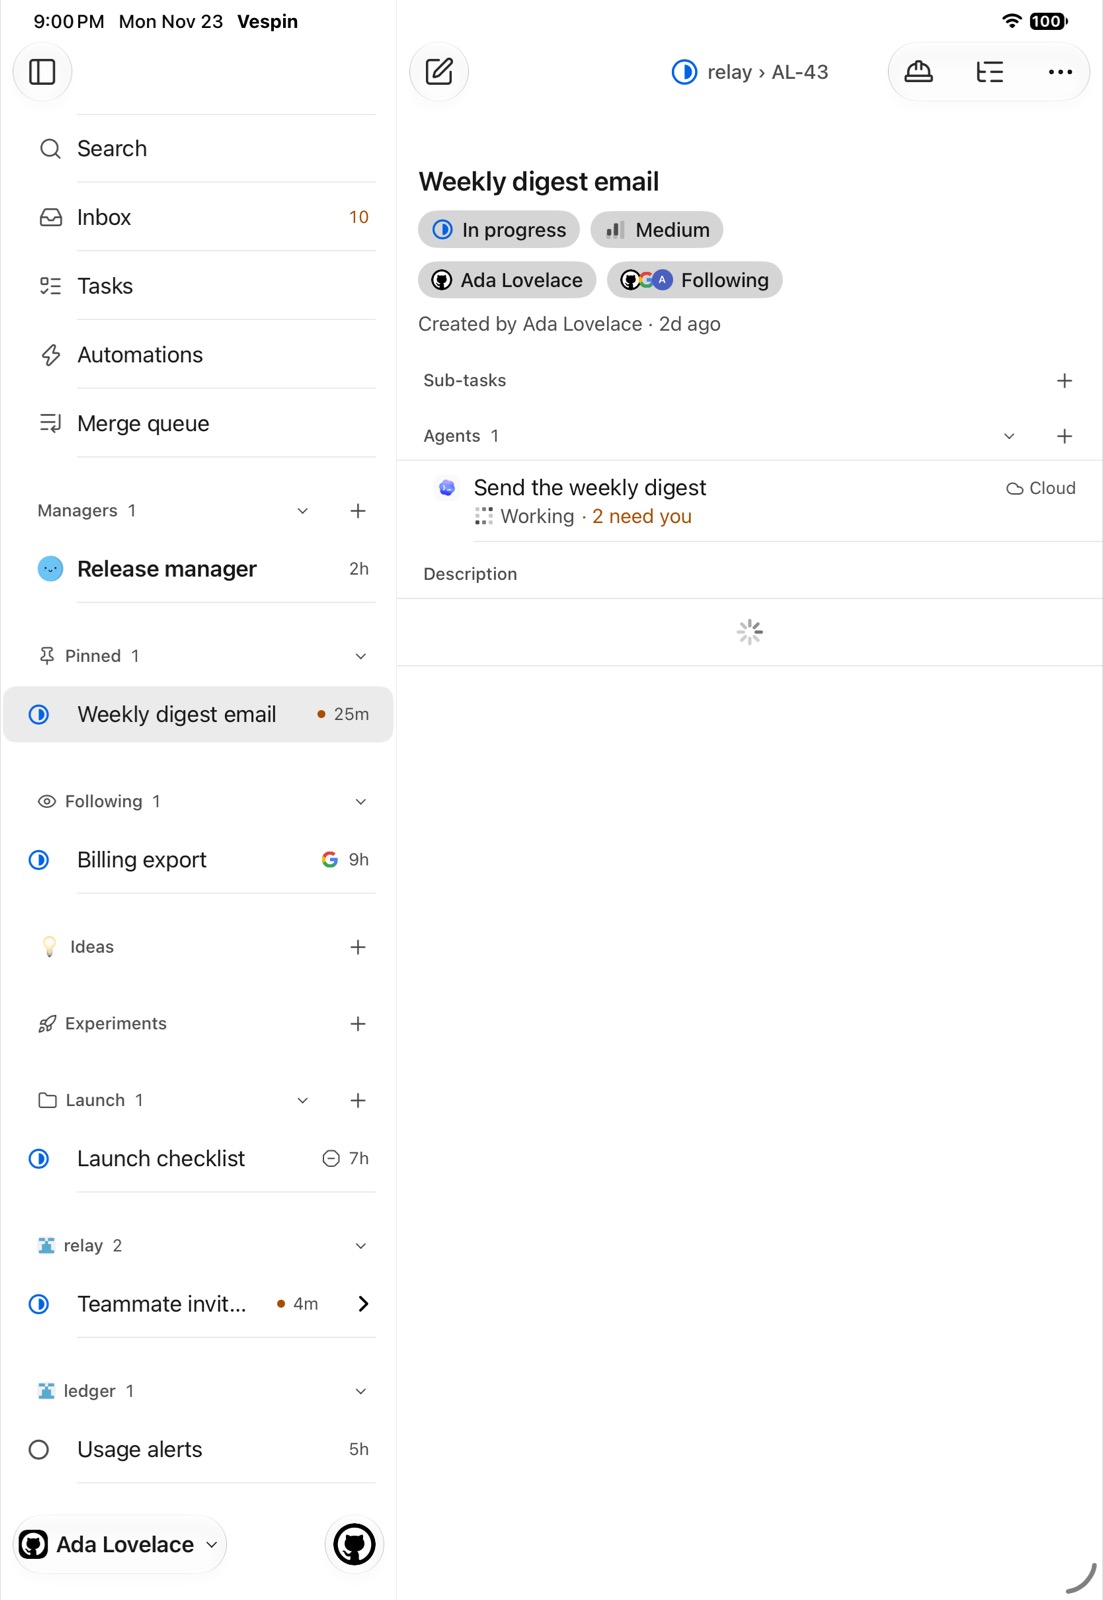 9:00 PM Mon Nov 23 Vespin
100
relay › AL-43
Search
Inbox 10
Tasks
Automations
Merge queue
Managers 1
Release manager 2h
Pinned 1
Weekly digest email 25m
Following 1
Billing export 9h
Ideas
Experiments
Launch 1
Launch checklist 7h
relay 2
Teammate invit... 4m
ledger 1
Usage alerts 5h
Ada Lovelace
Weekly digest email
In progress Medium
Ada Lovelace A Following
Created by Ada Lovelace · 2d ago
Sub-tasks
Agents 1
Send the weekly digest Cloud
Working · 2 need you
Description